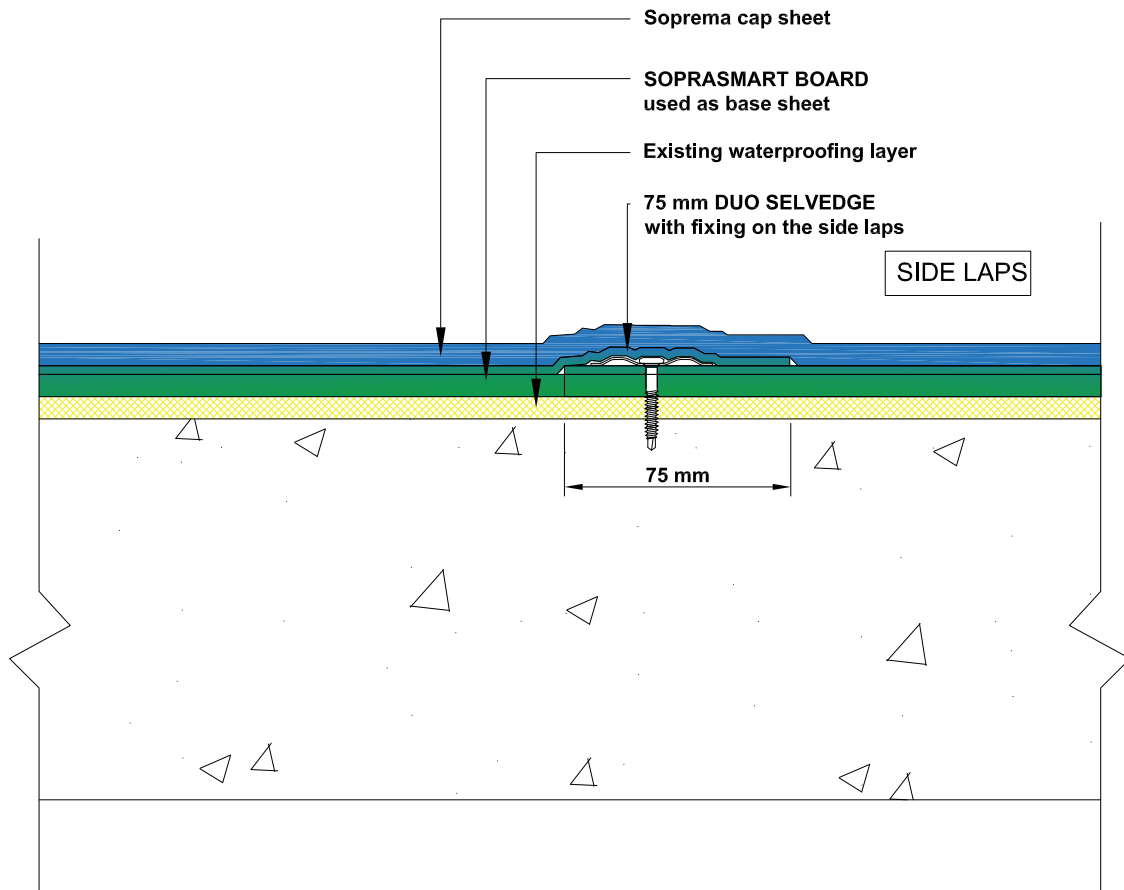 Soprema cap sheet
SOPRASMART BOARD
used as base sheet
Existing waterproofing layer
75 mm DUO SELVEDGE
with fixing on the side laps
SIDE LAPS
75 mm